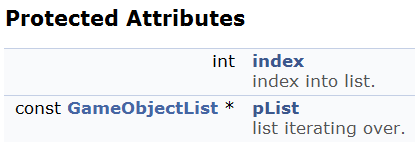 Protected Attributes
int index
index into list.
const GameObjectList * pList
list iterating over.